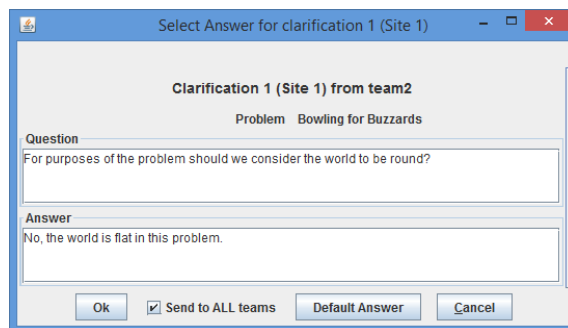 Select Answer for clarification 1 (Site 1)
Clarification 1 (Site 1) from team2
Problem Bowling for Buzzards
Question
For purposes of the problem should we consider the world to be round?
Answer
No, the world is flat in this problem.
Ok Send to ALL teams Default Answer Cancel